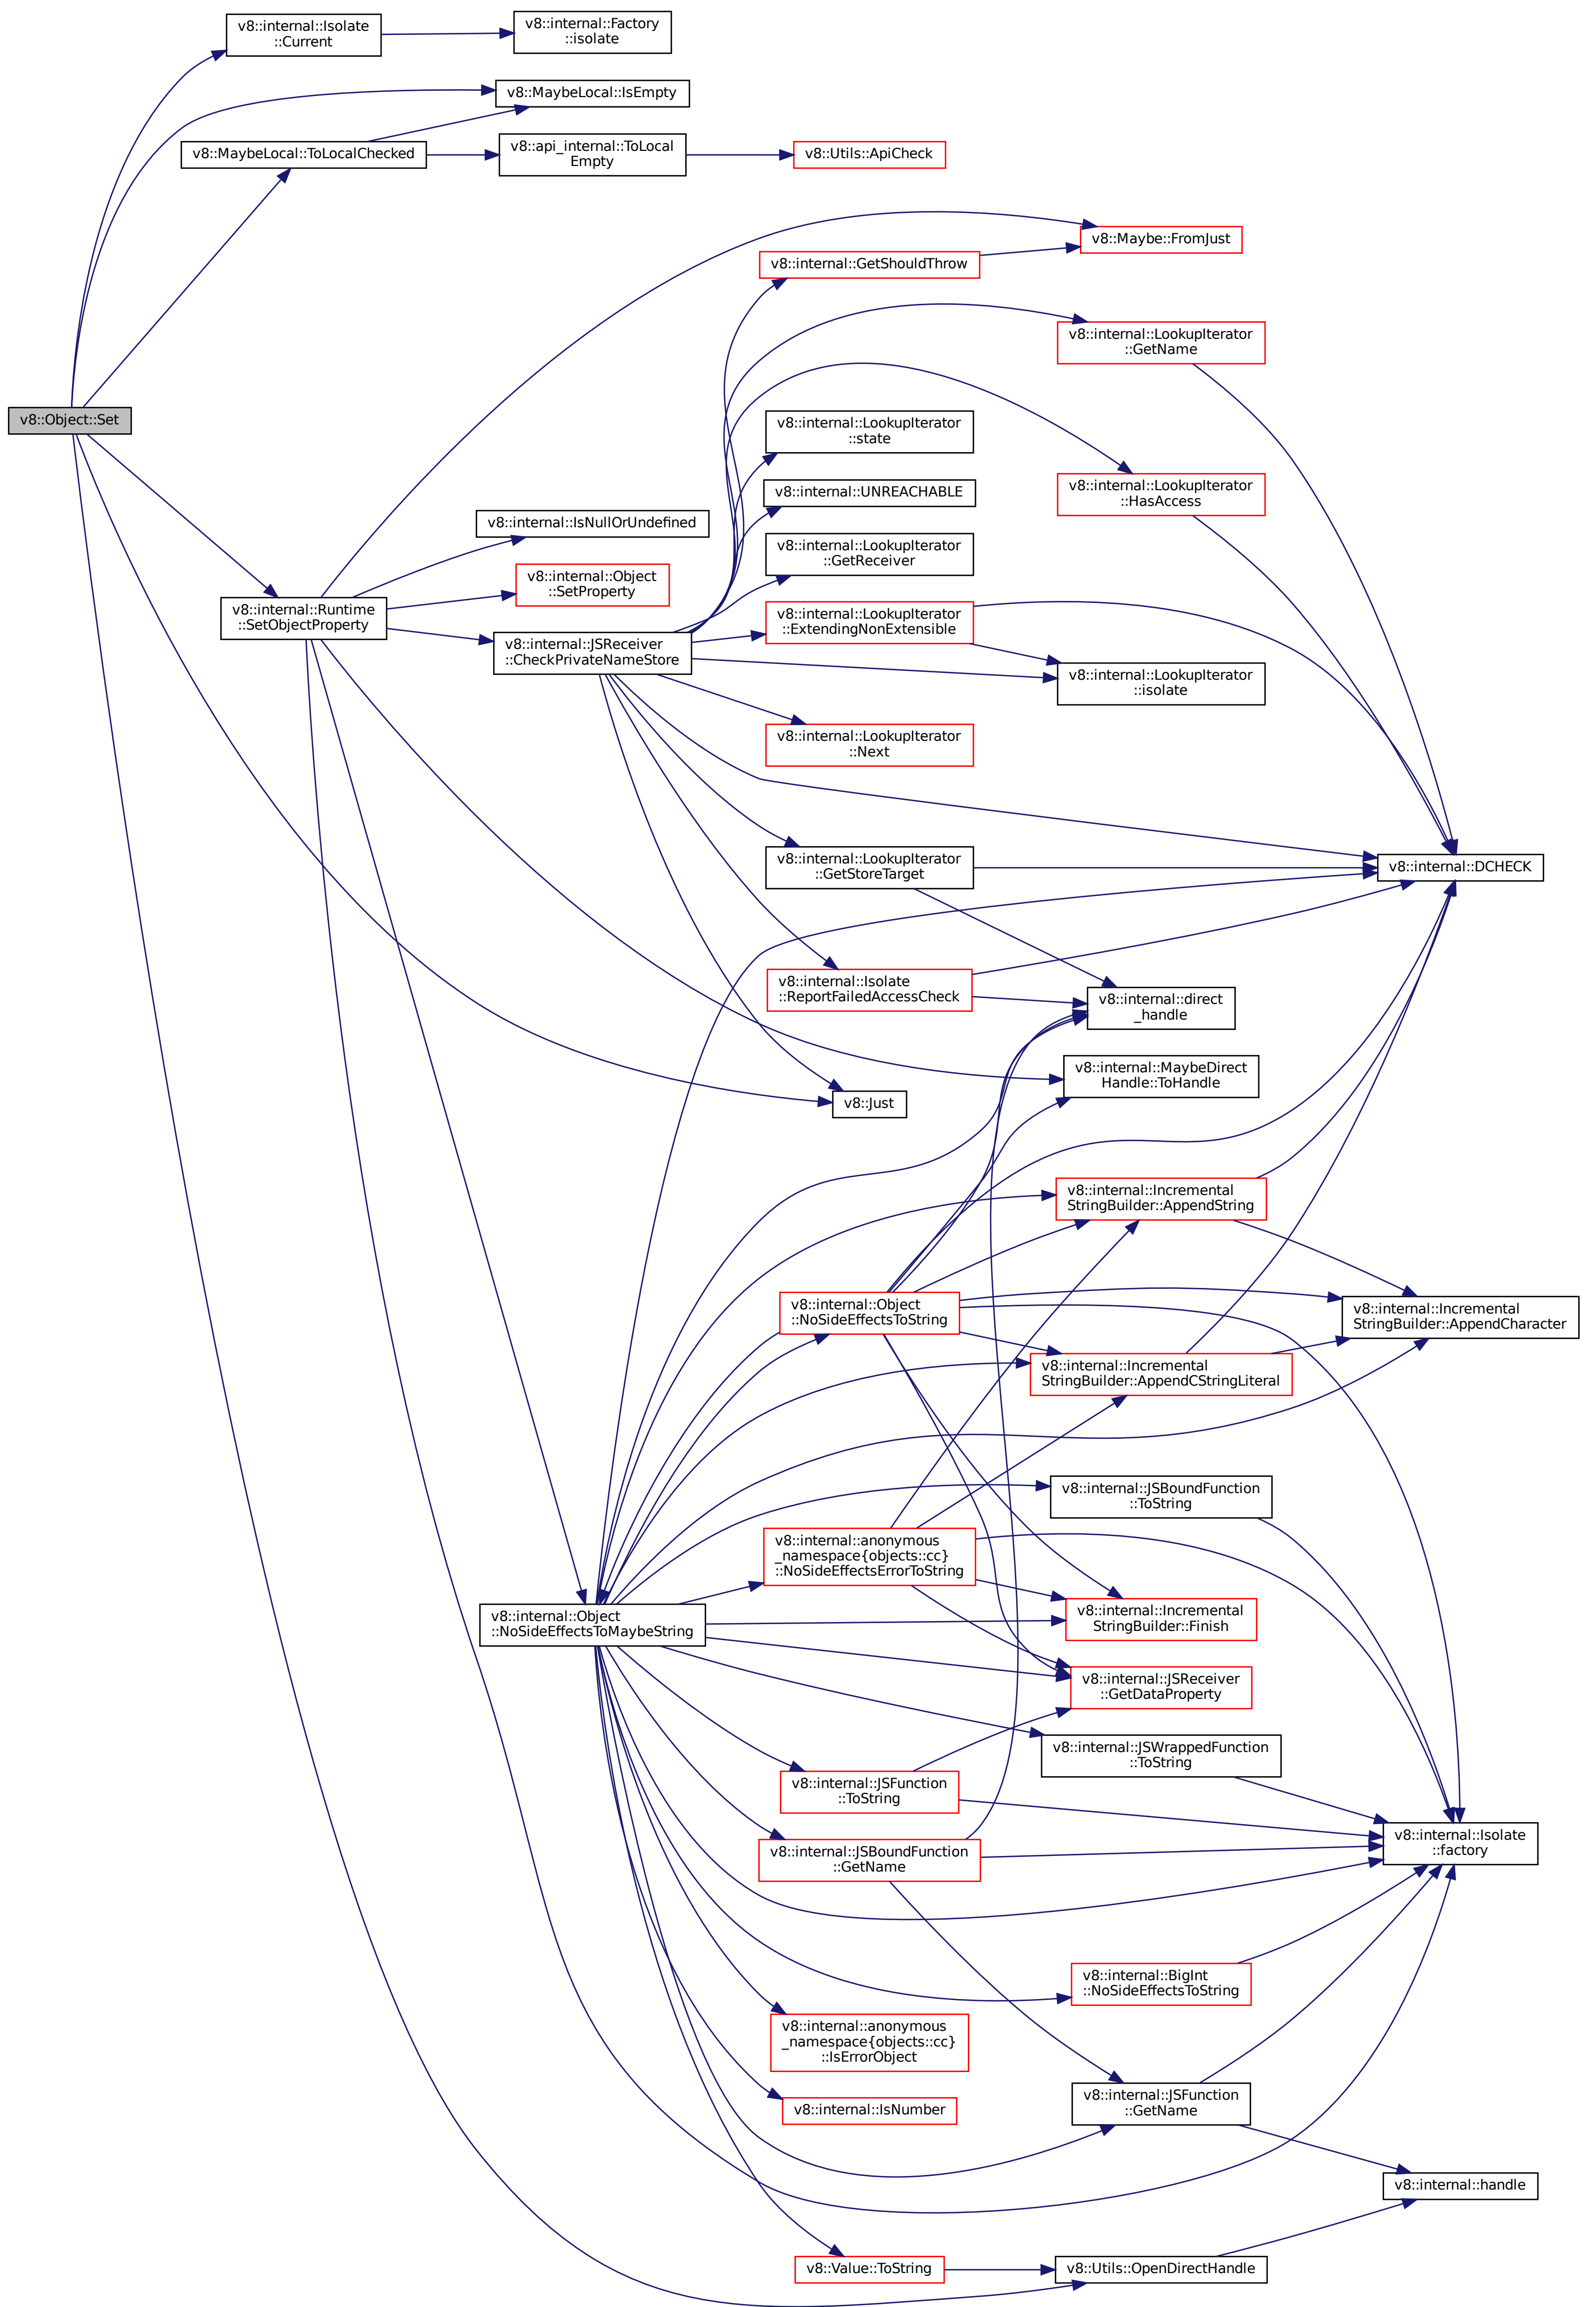 v8::internal::Isolate
::Current
v8::internal::Factory
::isolate
v8::MaybeLocal::IsEmpty
v8::MaybeLocal::ToLocalChecked
v8::api_internal::ToLocal
Empty
v8::Utils::ApiCheck
v8::Maybe::FromJust
v8::internal::GetShouldThrow
v8::internal::LookupIterator
::GetName
v8::Object::Set
v8::internal::LookupIterator
::state
v8::internal::LookupIterator
::HasAccess
v8::internal::UNREACHABLE
v8::internal::IsNullOrUndefined
v8::internal::LookupIterator
::GetReceiver
v8::internal::Object
::SetProperty
v8::internal::Runtime
::SetObjectProperty
v8::internal::LookupIterator
::ExtendingNonExtensible
v8::internal::JSReceiver
::CheckPrivateNameStore
v8::internal::LookupIterator
::isolate
v8::internal::LookupIterator
::Next
v8::internal::LookupIterator
::GetStoreTarget
v8::internal::DCHECK
v8::internal::Isolate
::ReportFailedAccessCheck
v8::internal::direct
_handle
v8::internal::MaybeDirect
Handle::ToHandle
v8::Just
v8::internal::Incremental
StringBuilder::AppendString
v8::internal::Object
::NoSideEffectsToString
v8::internal::Incremental
StringBuilder::AppendCharacter
v8::internal::Incremental
StringBuilder::AppendCStringLiteral
v8::internal::JSBoundFunction
::ToString
v8::internal::anonymous
_namespace{objects::cc}
::NoSideEffectsErrorToString
v8::internal::Object
::NoSideEffectsToMaybeString
v8::internal::Incremental
StringBuilder::Finish
v8::internal::JSReceiver
::GetDataProperty
v8::internal::JSWrappedFunction
::ToString
v8::internal::JSFunction
::ToString
v8::internal::JSBoundFunction
::GetName
v8::internal::Isolate
::factory
v8::internal::BigInt
::NoSideEffectsToString
v8::internal::anonymous
_namespace{objects::cc}
::IsErrorObject
v8::internal::IsNumber
v8::internal::JSFunction
::GetName
v8::internal::handle
v8::Value::ToString
v8::Utils::OpenDirectHandle